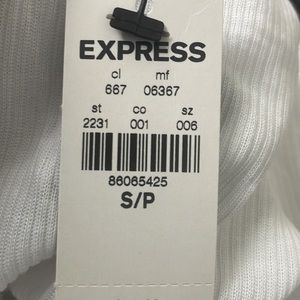 EXPRESS
cl mf
667 06367
st co sz
2231 001 006
86065425
S/P